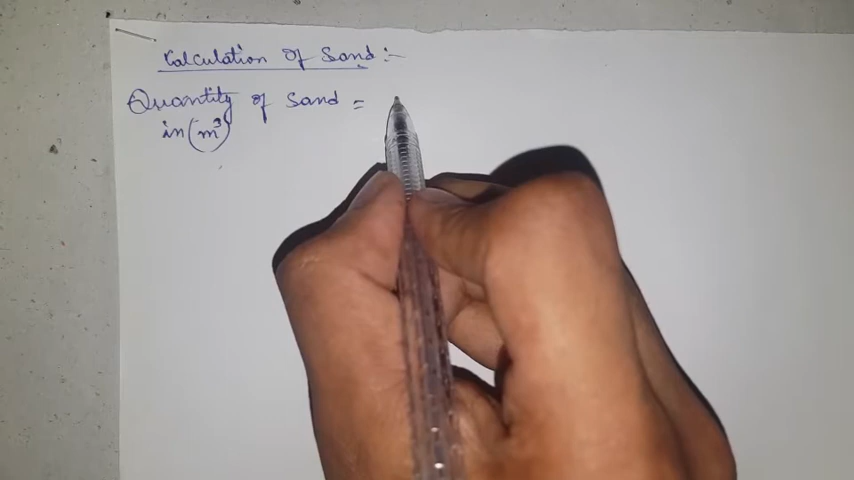 Calculation of Sand:-
Quantity of Sand =
in (m³)